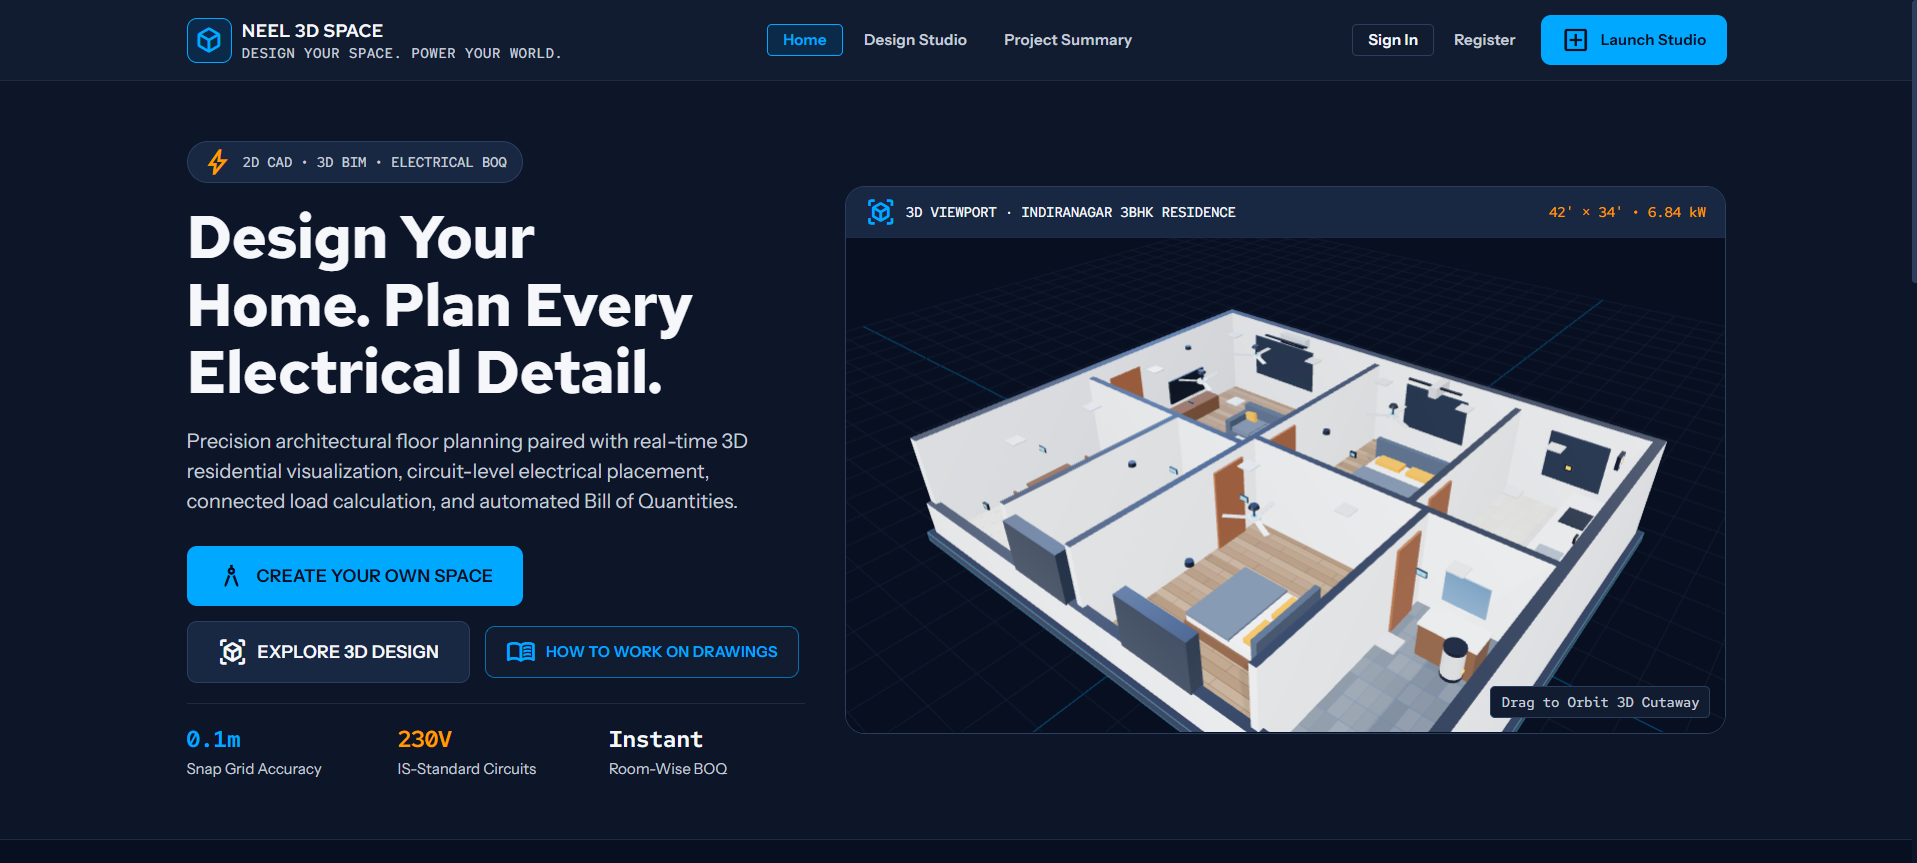 NEEL 3D SPACE
DESIGN YOUR SPACE. POWER YOUR WORLD.
Home
Design Studio
Project Summary
Sign In
Register
Launch Studio
2D CAD • 3D BIM • ELECTRICAL BOQ
Design Your
Home. Plan Every
Electrical Detail.
Precision architectural floor planning paired with real-time 3D
residential visualization, circuit-level electrical placement,
connected load calculation, and automated Bill of Quantities.
CREATE YOUR OWN SPACE
EXPLORE 3D DESIGN
HOW TO WORK ON DRAWINGS
0.1m
Snap Grid Accuracy
230V
IS-Standard Circuits
Instant
Room-Wise BOQ
3D VIEWPORT · INDIRANAGAR 3BHK RESIDENCE
42' × 34' • 6.84 kW
Drag to Orbit 3D Cutaway